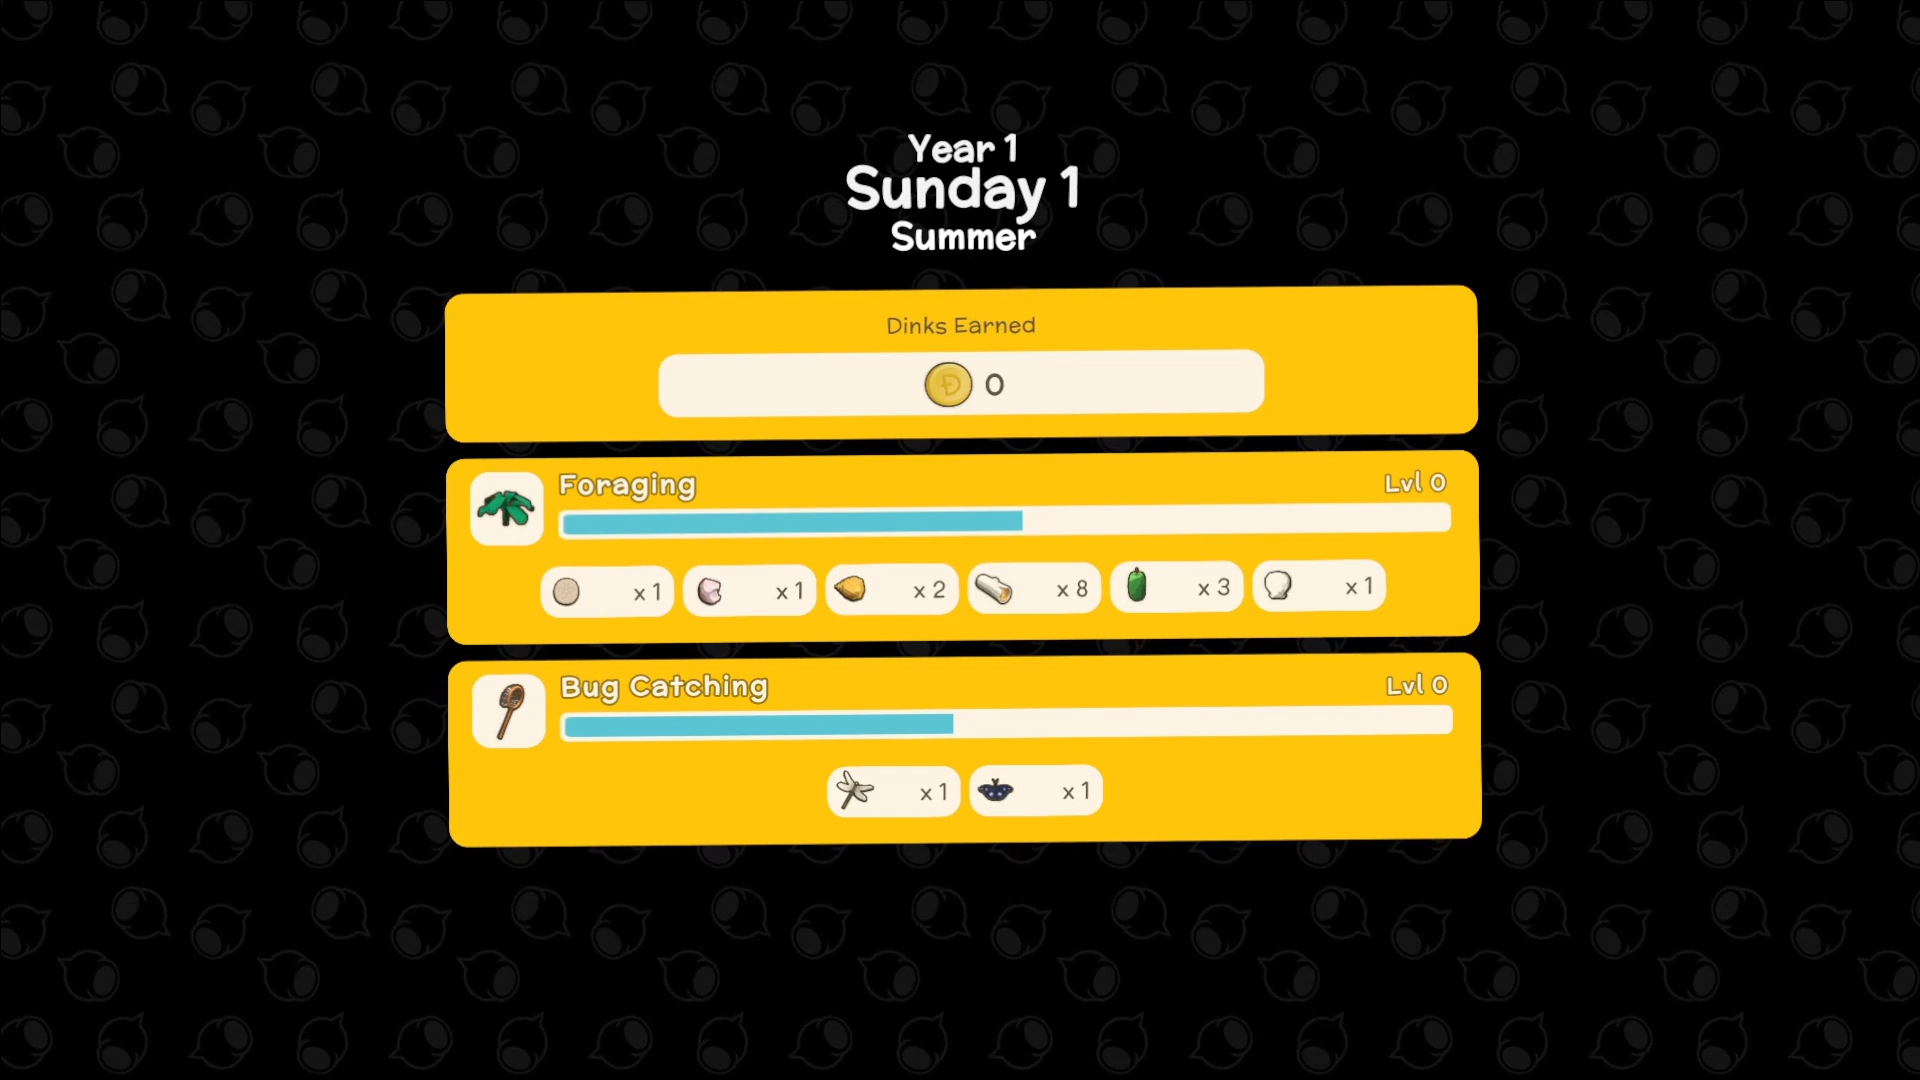 Year 1
Sunday 1
Summer
Dinks Earned
Đ 0
Foraging
Lvl 0
x 1
x 1
x 2
x 8
x 3
x 1
Bug Catching
Lvl 0
x 1
x 1